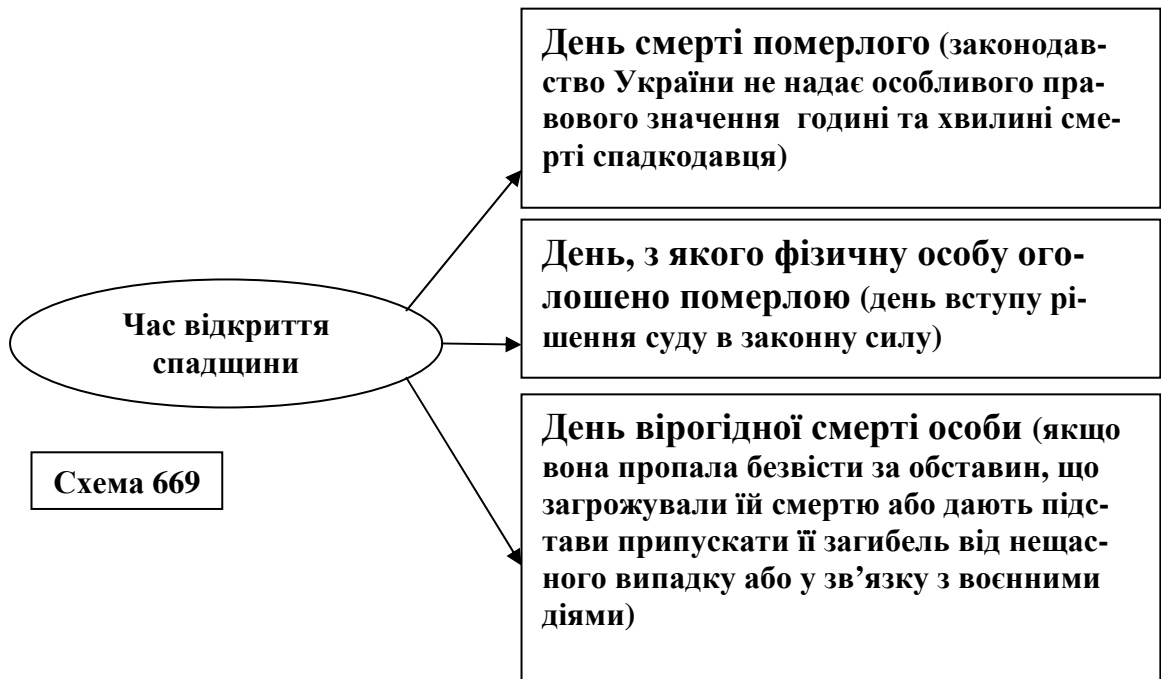 День смерті померлого (законодав-
ство України не надає особливого пра-
вового значення годині та хвилині сме-
рті спадкодавця)
День, з якого фізичну особу ого-
лошено померлою (день вступу рі-
шення суду в законну силу)
Час відкриття
спадщини
День вірогідної смерті особи (якщо
вона пропала безвісти за обставин, що
загрожували їй смертю або дають підс-
тави припускати її загибель від нещас-
ного випадку або у зв’язку з воєнними
діями)
Схема 669